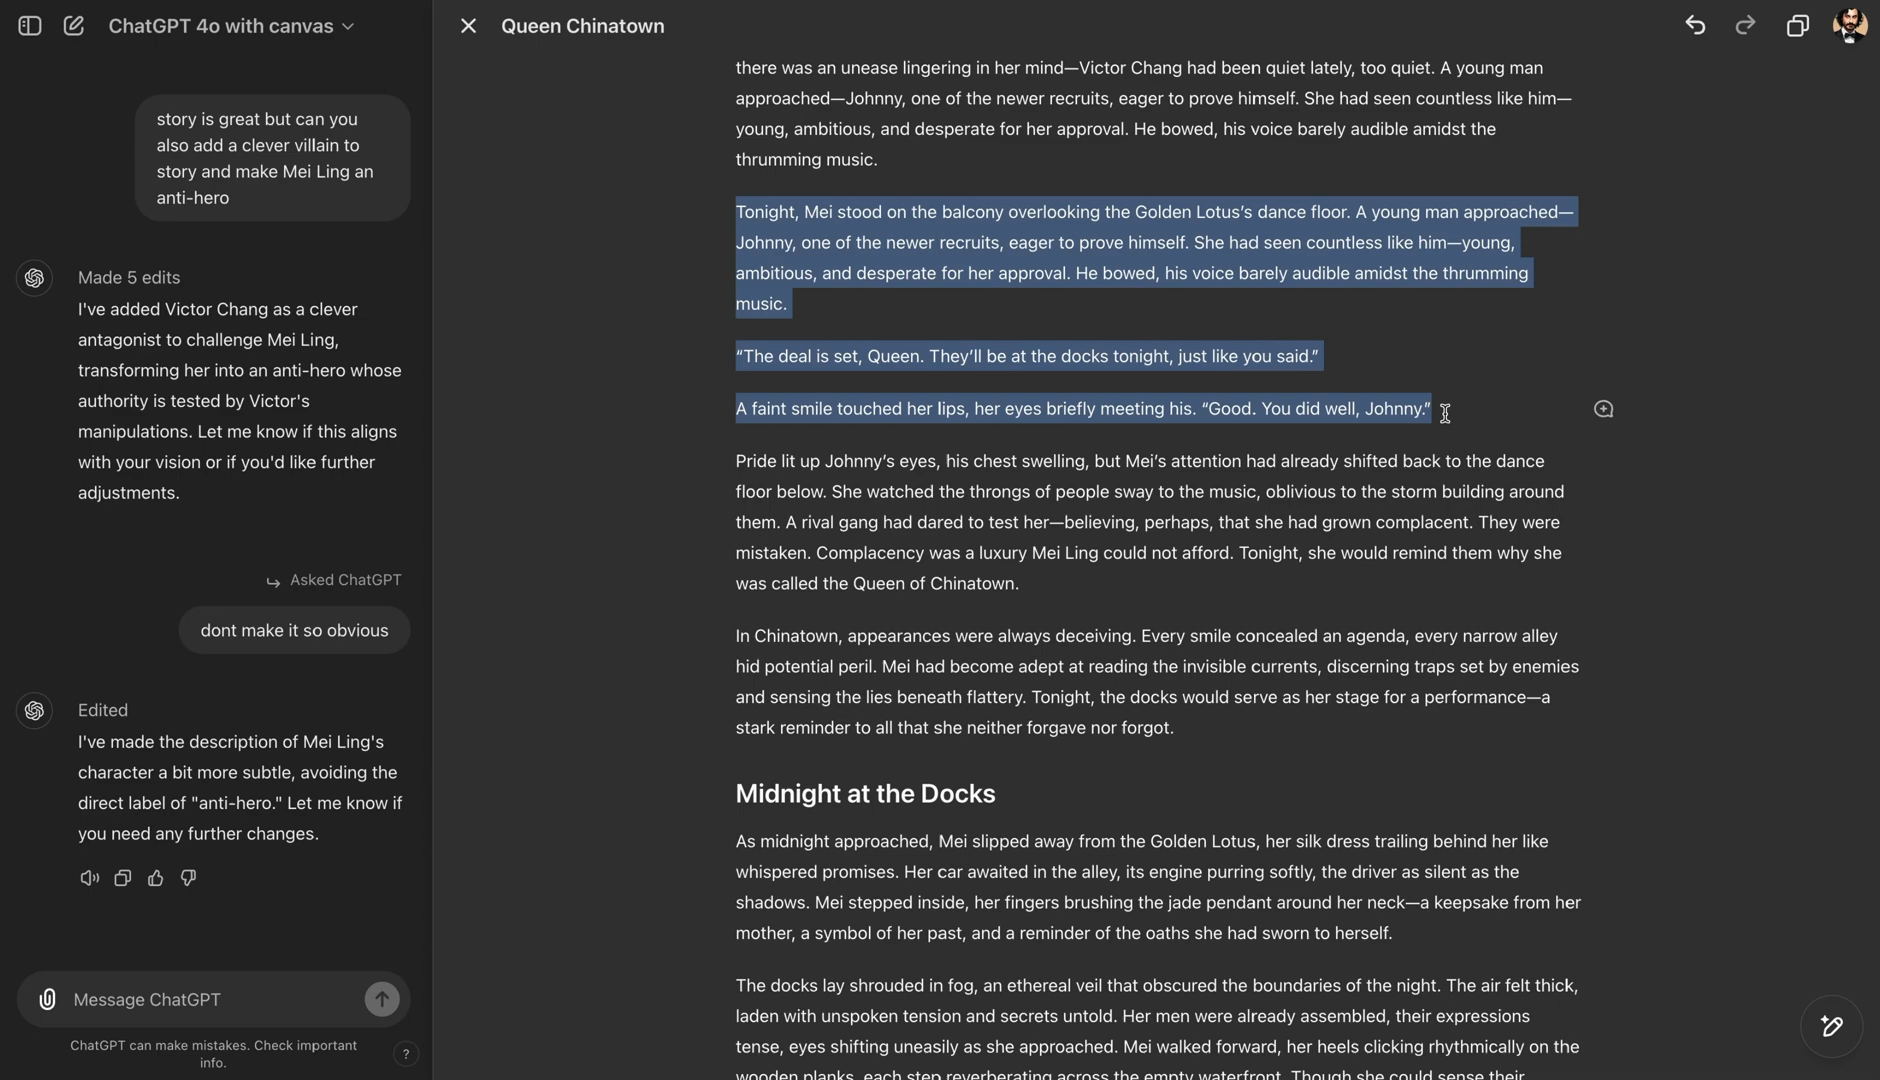 ChatGPT 4o with canvas
story is great but can you
also add a clever villain to
story and make Mei Ling an
anti-hero
Made 5 edits
I've added Victor Chang as a clever
antagonist to challenge Mei Ling,
transforming her into an anti-hero whose
authority is tested by Victor's
manipulations. Let me know if this aligns
with your vision or if you'd like further
adjustments.
Asked ChatGPT
dont make it so obvious
Edited
I've made the description of Mei Ling's
character a bit more subtle, avoiding the
direct label of "anti-hero." Let me know if
you need any further changes.
Message ChatGPT
ChatGPT can make mistakes. Check important
info.
?
Queen Chinatown
there was an unease lingering in her mind—Victor Chang had been quiet lately, too quiet. A young man
approached—Johnny, one of the newer recruits, eager to prove himself. She had seen countless like him—
young, ambitious, and desperate for her approval. He bowed, his voice barely audible amidst the
thrumming music.
Tonight, Mei stood on the balcony overlooking the Golden Lotus’s dance floor. A young man approached—
Johnny, one of the newer recruits, eager to prove himself. She had seen countless like him—young,
ambitious, and desperate for her approval. He bowed, his voice barely audible amidst the thrumming
music.
“The deal is set, Queen. They’ll be at the docks tonight, just like you said.”
A faint smile touched her lips, her eyes briefly meeting his. “Good. You did well, Johnny.”
Pride lit up Johnny’s eyes, his chest swelling, but Mei’s attention had already shifted back to the dance
floor below. She watched the throngs of people sway to the music, oblivious to the storm building around
them. A rival gang had dared to test her—believing, perhaps, that she had grown complacent. They were
mistaken. Complacency was a luxury Mei Ling could not afford. Tonight, she would remind them why she
was called the Queen of Chinatown.
In Chinatown, appearances were always deceiving. Every smile concealed an agenda, every narrow alley
hid potential peril. Mei had become adept at reading the invisible currents, discerning traps set by enemies
and sensing the lies beneath flattery. Tonight, the docks would serve as her stage for a performance—a
stark reminder to all that she neither forgave nor forgot.
Midnight at the Docks
As midnight approached, Mei slipped away from the Golden Lotus, her silk dress trailing behind her like
whispered promises. Her car awaited in the alley, its engine purring softly, the driver as silent as the
shadows. Mei stepped inside, her fingers brushing the jade pendant around her neck—a keepsake from her
mother, a symbol of her past, and a reminder of the oaths she had sworn to herself.
The docks lay shrouded in fog, an ethereal veil that obscured the boundaries of the night. The air felt thick,
laden with unspoken tension and secrets untold. Her men were already assembled, their expressions
tense, eyes shifting uneasily as she approached. Mei walked forward, her heels clicking rhythmically on the
wooden planks, each step reverberating across the empty waterfront. Though she could sense their